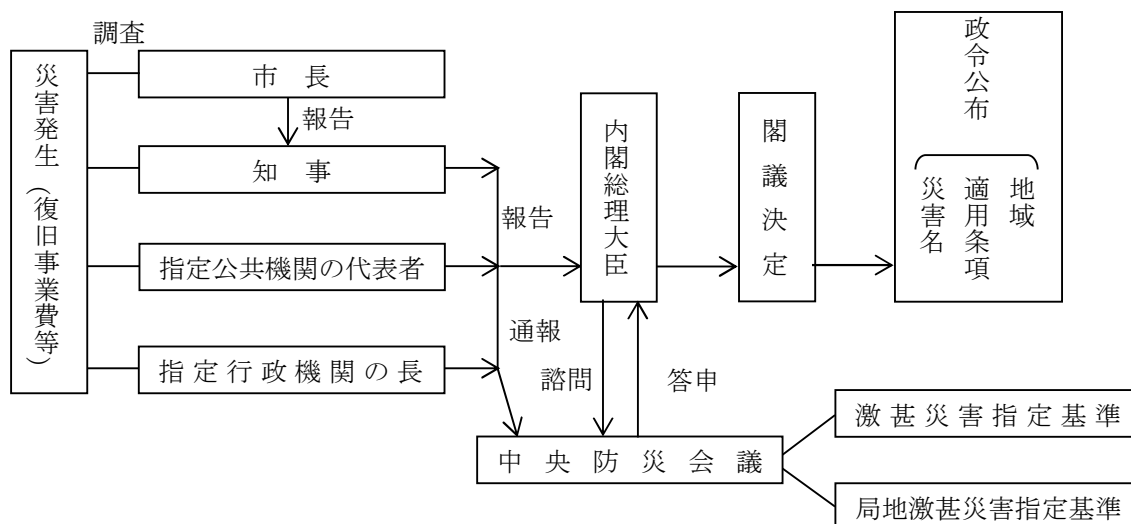 調査
災害発生（復旧事業費等）
市長
報告
知事
指定公共機関の代表者
指定行政機関の長
報告
通報
内閣総理大臣
諮問
答申
閣議決定
政令公布
災害名
適用条項
地域
中央防災会議
激甚災害指定基準
局地激甚災害指定基準